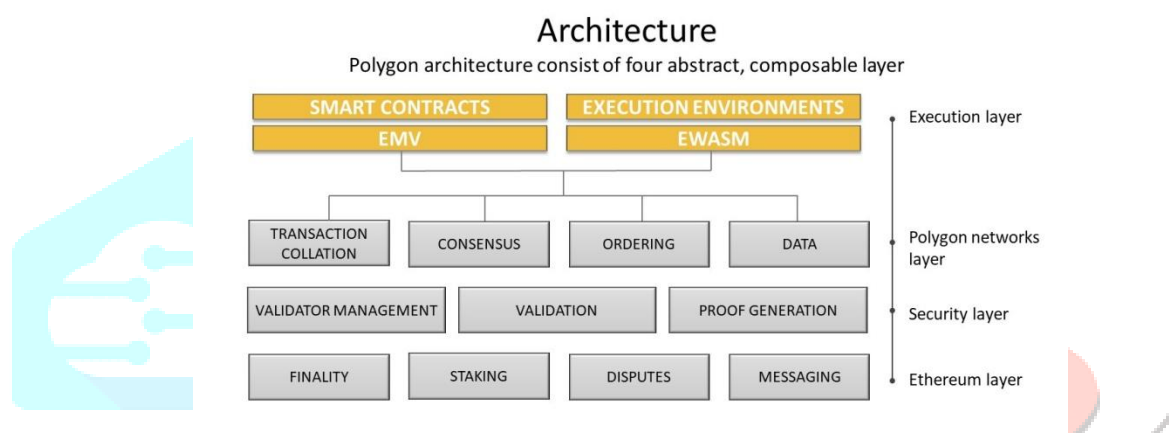 Architecture
Polygon architecture consist of four abstract, composable layer
SMART CONTRACTS
EXECUTION ENVIRONMENTS
Execution layer
EMV
EWASM
TRANSACTION
COLLATION
CONSENSUS
ORDERING
DATA
Polygon networks
layer
VALIDATOR MANAGEMENT
VALIDATION
PROOF GENERATION
Security layer
FINALITY
STAKING
DISPUTES
MESSAGING
Ethereum layer